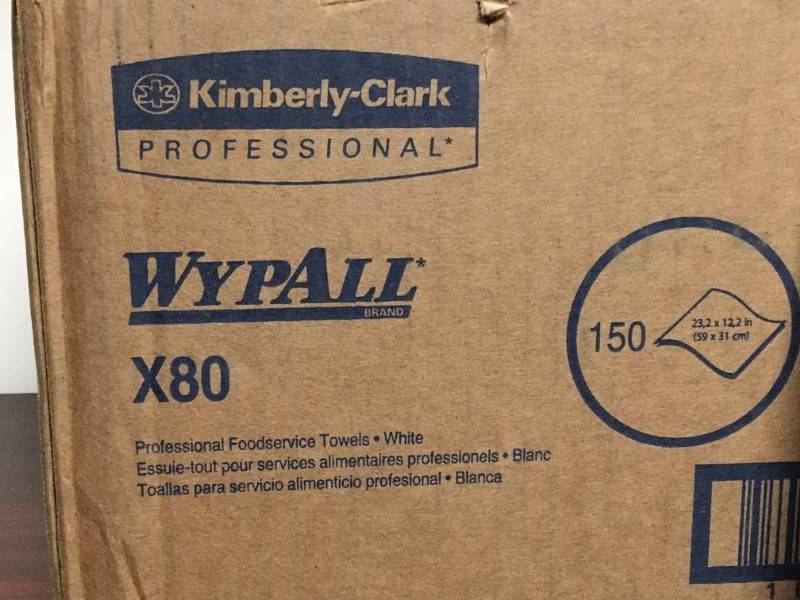 Kimberly-Clark
PROFESSIONAL*
WYPALL*
BRAND
X80
150
23,2 x 12,2 in
(59 x 31 cm)
Professional Foodservice Towels • White
Essuie-tout pour services alimentaires professionels • Blanc
Toallas para servicio alimenticio profesional • Blanca
1